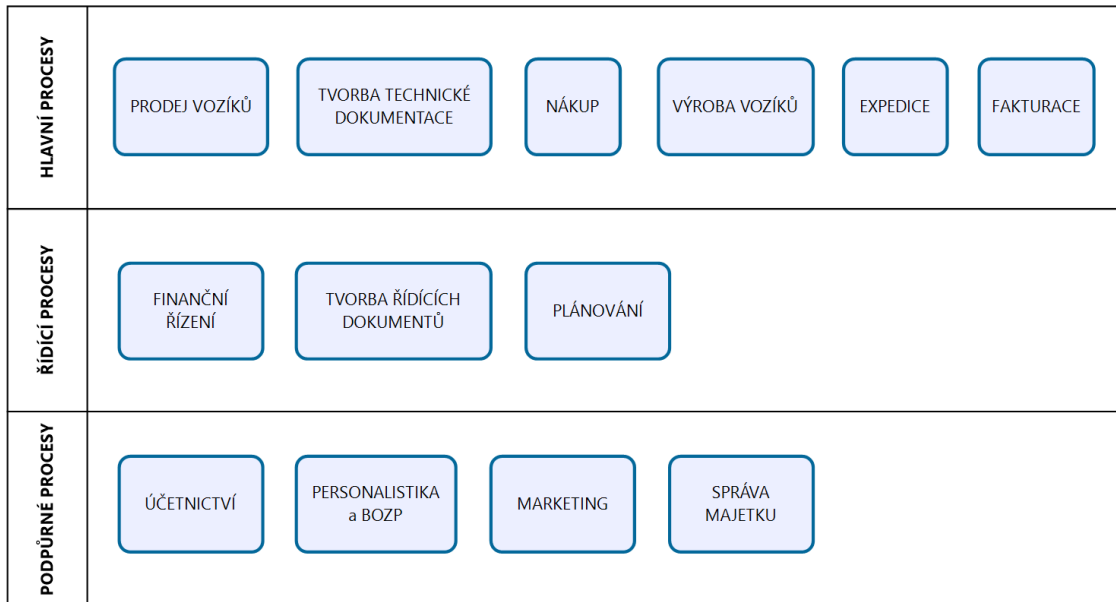 HLAVNÍ PROCESY
PRODEJ VOZÍKŮ
TVORBA TECHNICKÉ
DOKUMENTACE
NÁKUP
VÝROBA VOZÍKŮ
EXPEDICE
FAKTURACE
ŘÍDÍCÍ PROCESY
FINANČNÍ
ŘÍZENÍ
TVORBA ŘÍDÍCÍCH
DOKUMENTŮ
PLÁNOVÁNÍ
PODPŮRNÉ PROCESY
ÚČETNICTVÍ
PERSONALISTIKA
a BOZP
MARKETING
SPRÁVA
MAJETKU